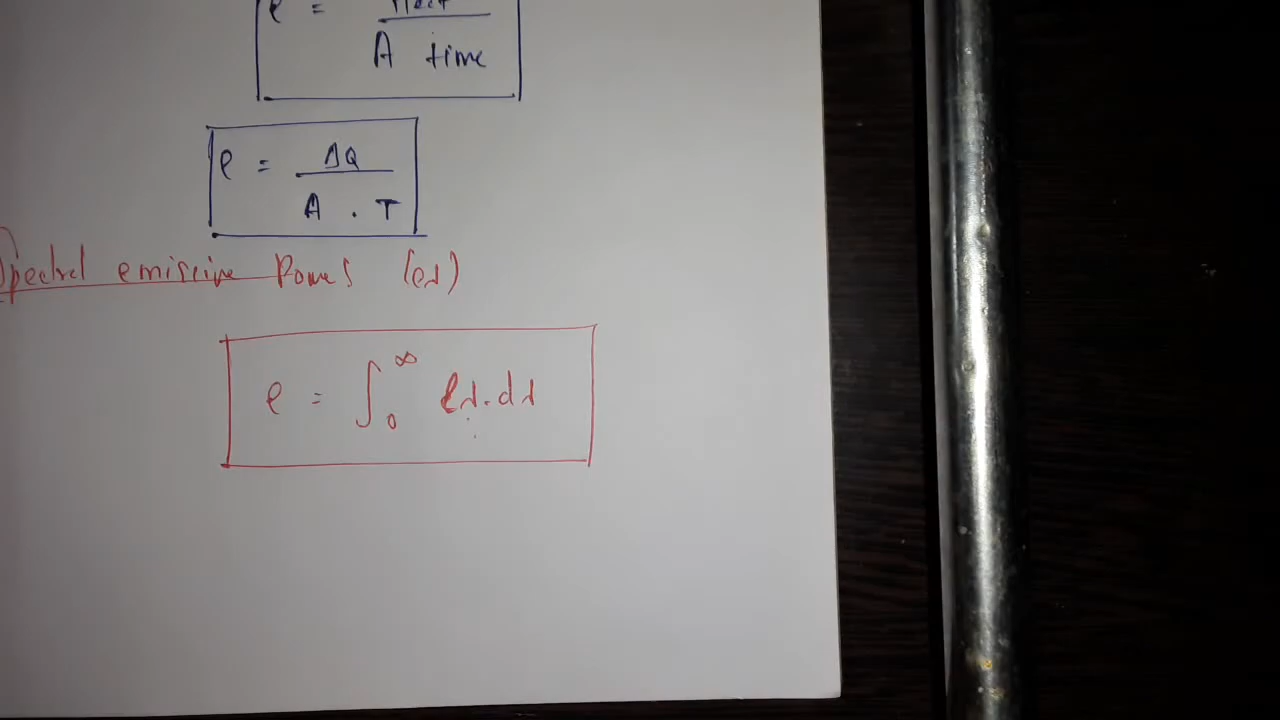 e =
A time
e = ΔQ / A . T
Spectral emissive Power (eλ)
e = ∫₀^∞ eλ.dλ